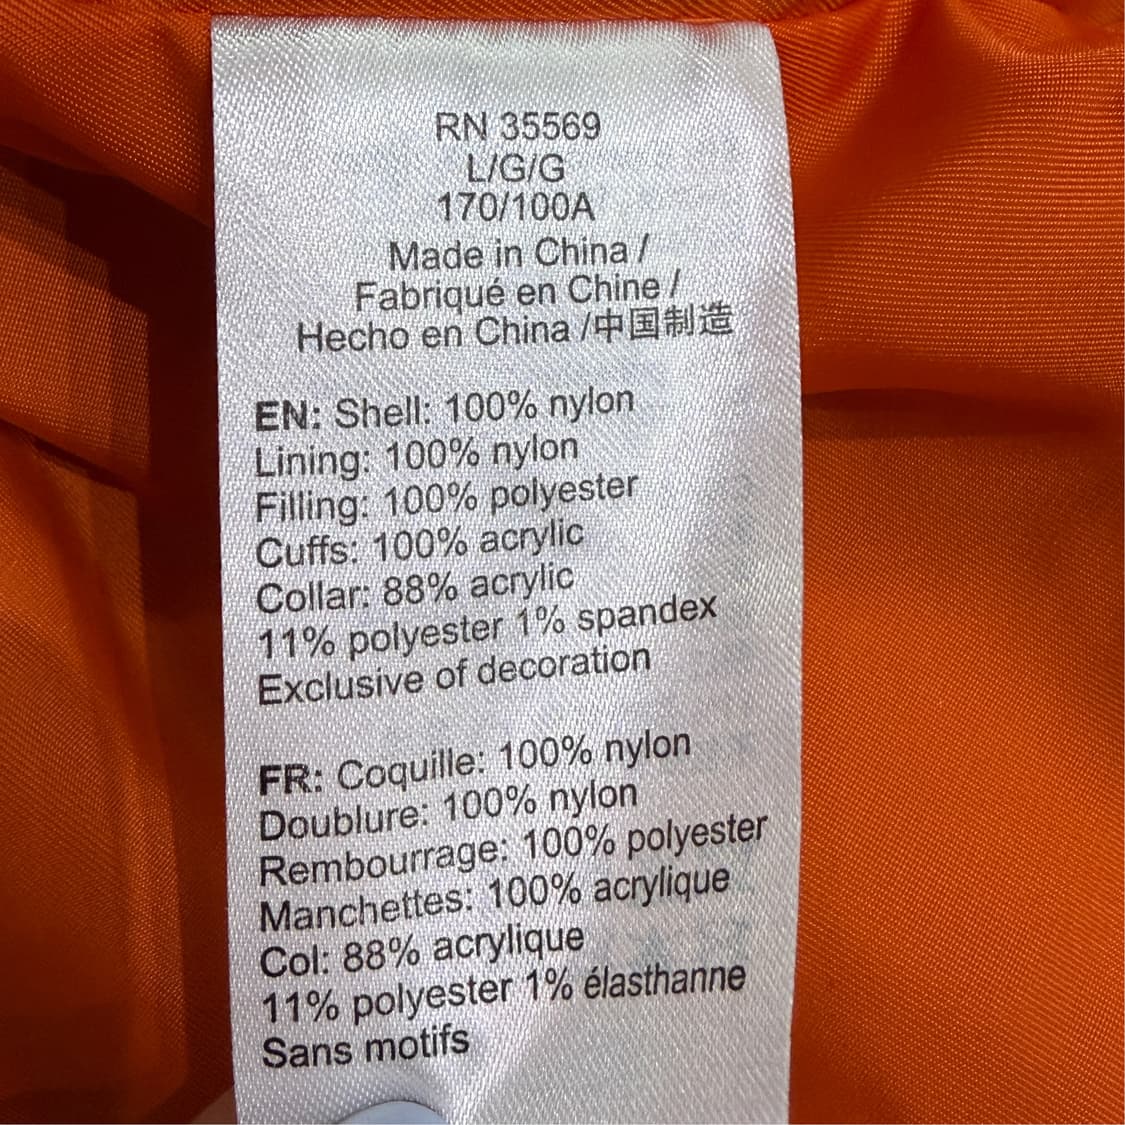 RN 35569
L/G/G
170/100A
Made in China /
Fabriqué en Chine /
Hecho en China /中国制造
EN: Shell: 100% nylon
Lining: 100% nylon
Filling: 100% polyester
Cuffs: 100% acrylic
Collar: 88% acrylic
11% polyester 1% spandex
Exclusive of decoration
FR: Coquille: 100% nylon
Doublure: 100% nylon
Rembourrage: 100% polyester
Manchettes: 100% acrylique
Col: 88% acrylique
11% polyester 1% élasthanne
Sans motifs